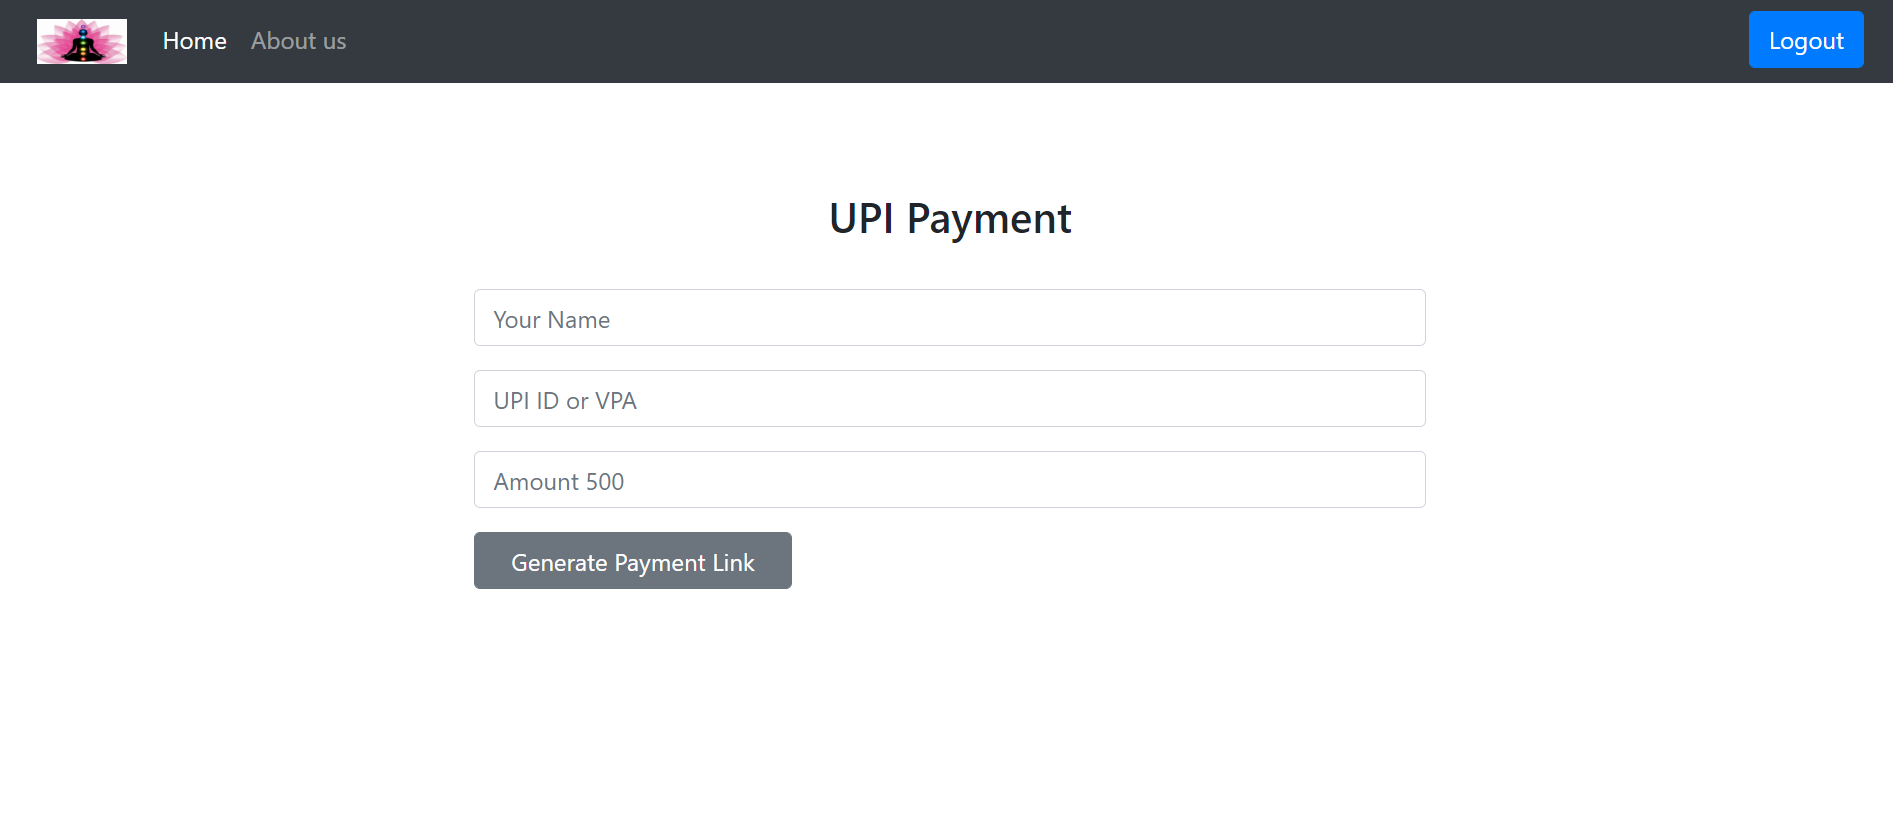 Home About us Logout
UPI Payment
Your Name
UPI ID or VPA
Amount 500
Generate Payment Link